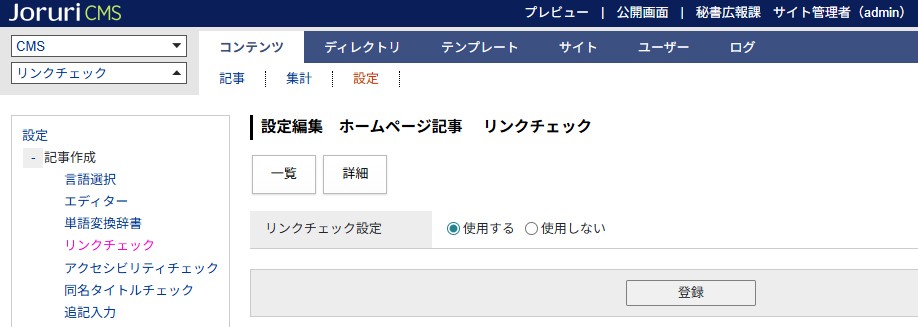 Joruri CMS プレビュー | 公開画面 | 秘書広報課 サイト管理者（admin）
CMS
リンクチェック
コンテンツ ディレクトリ テンプレート サイト ユーザー ログ
記事 集計 設定
設定
- 記事作成
言語選択
エディター
単語変換辞書
リンクチェック
アクセシビリティチェック
同名タイトルチェック
追記入力
設定編集 ホームページ記事 リンクチェック
一覧 詳細
リンクチェック設定 使用する 使用しない
登録